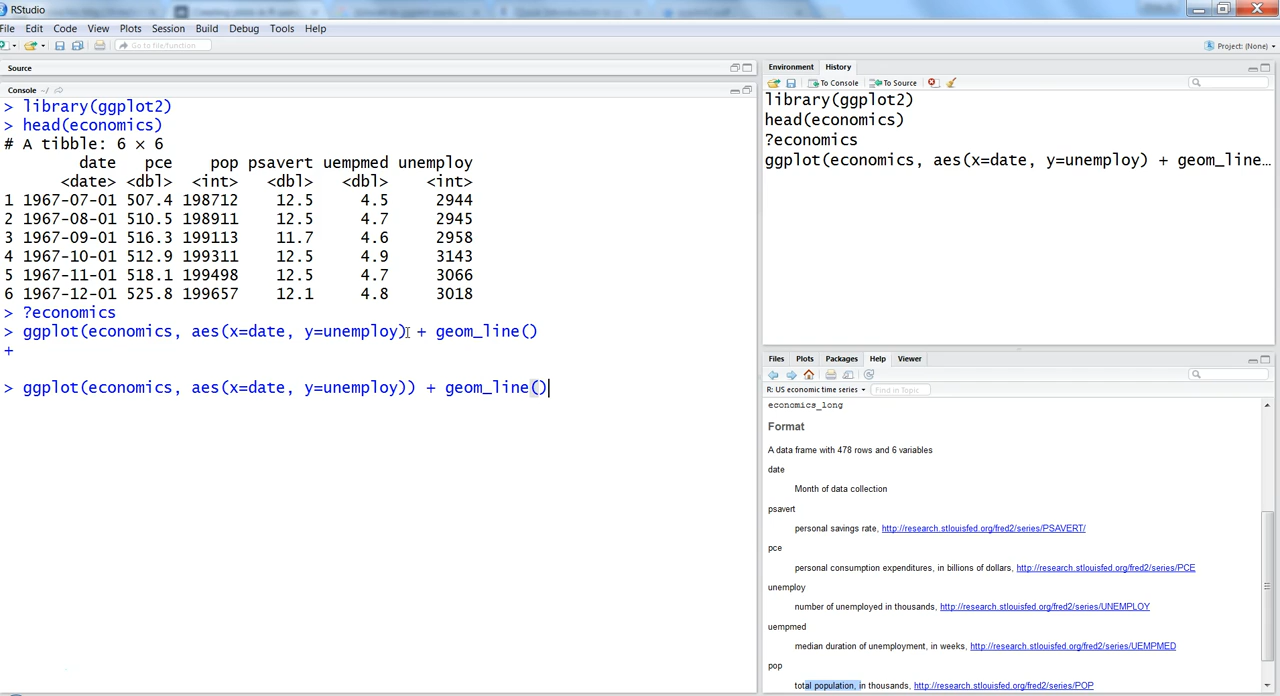 RStudio
File Edit Code View Plots Session Build Debug Tools Help
Go to file/function
Project: (None)
Source
Console ~/
> library(ggplot2)
> head(economics)
# A tibble: 6 × 6
date pce pop psavert uempmed unemploy
<date> <dbl> <int> <dbl> <dbl> <int>
1 1967-07-01 507.4 198712 12.5 4.5 2944
2 1967-08-01 510.5 198911 12.5 4.7 2945
3 1967-09-01 516.3 199113 11.7 4.6 2958
4 1967-10-01 512.9 199311 12.5 4.9 3143
5 1967-11-01 518.1 199498 12.5 4.7 3066
6 1967-12-01 525.8 199657 12.1 4.8 3018
> ?economics
> ggplot(economics, aes(x=date, y=unemploy) + geom_line()
+
> ggplot(economics, aes(x=date, y=unemploy)) + geom_line()
Environment History
To Console To Source
library(ggplot2)
head(economics)
?economics
ggplot(economics, aes(x=date, y=unemploy) + geom_line…
Files Plots Packages Help Viewer
R: US economic time series Find in Topic
economics_long
Format
A data frame with 478 rows and 6 variables
date
Month of data collection
psavert
personal savings rate, http://research.stlouisfed.org/fred2/series/PSAVERT/
pce
personal consumption expenditures, in billions of dollars, http://research.stlouisfed.org/fred2/series/PCE
unemploy
number of unemployed in thousands, http://research.stlouisfed.org/fred2/series/UNEMPLOY
uempmed
median duration of unemployment, in weeks, http://research.stlouisfed.org/fred2/series/UEMPMED
pop
total population, in thousands, http://research.stlouisfed.org/fred2/series/POP